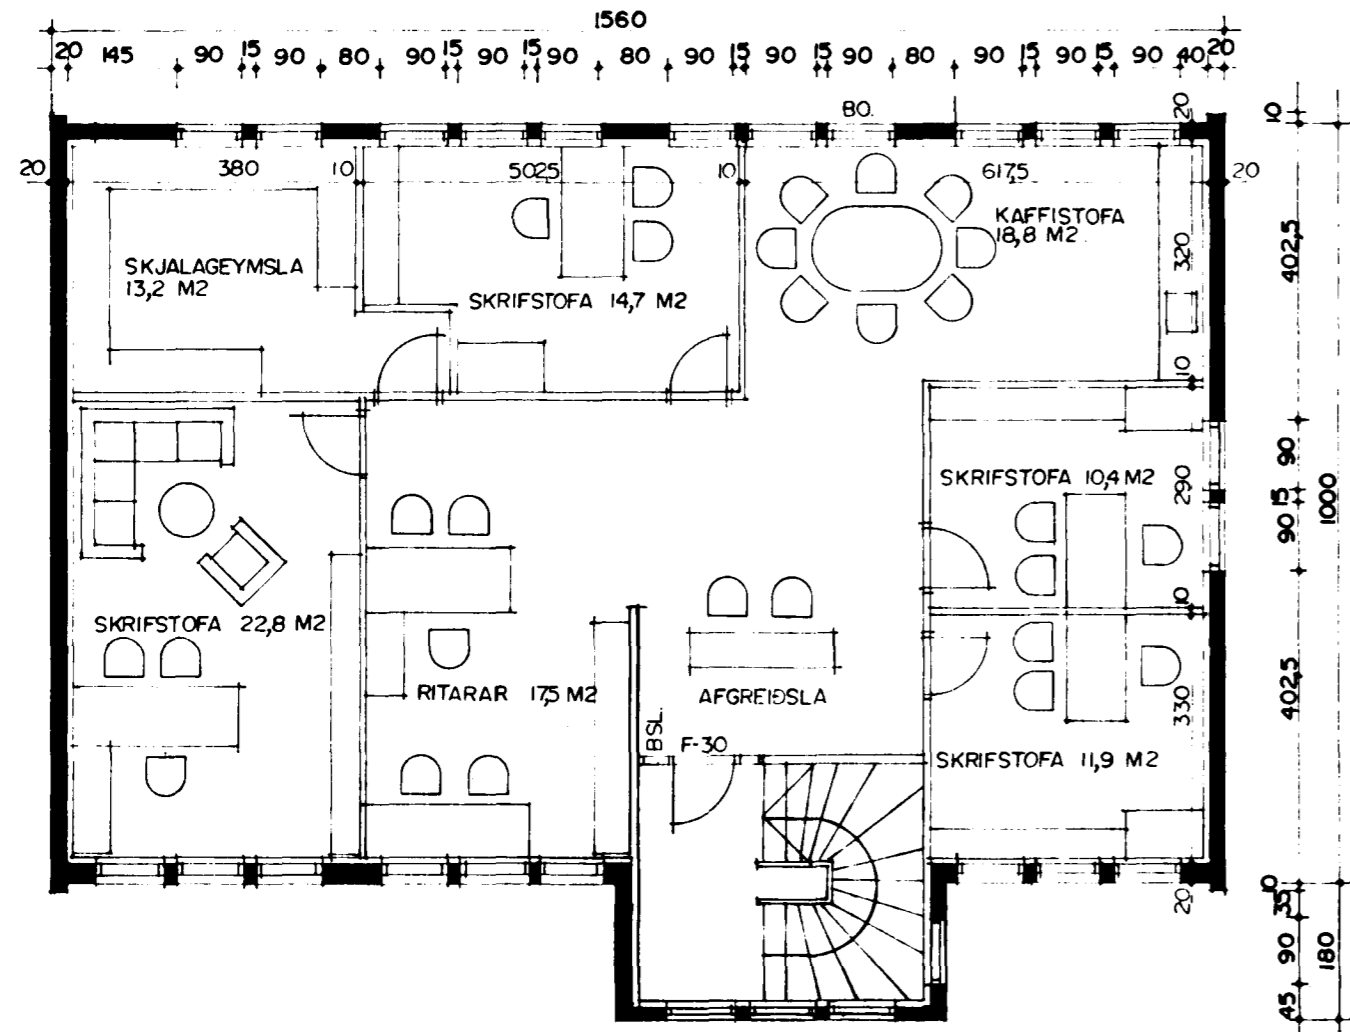 1560
20 145 90 15 90 80 90 15 90 15 90 80 90 15 90 15 90 80 90 15 90 15 90 40 20
BO.
20
10
20 380 10 5025 10 617,5 20
KAFFISTOFA
18,8 M2
SKJALAGEYMSLA
13,2 M2
SKRIFSTOFA 14,7 M2
320
402,5
10
SKRIFSTOFA 10,4 M2
290
90
15
90
1000
10
SKRIFSTOFA 22,8 M2
RITARAR 17,5 M2
AFGREIÐSLA
BSL.
F-30
330
402,5
SKRIFSTOFA 11,9 M2
20
10
35
90
45
180